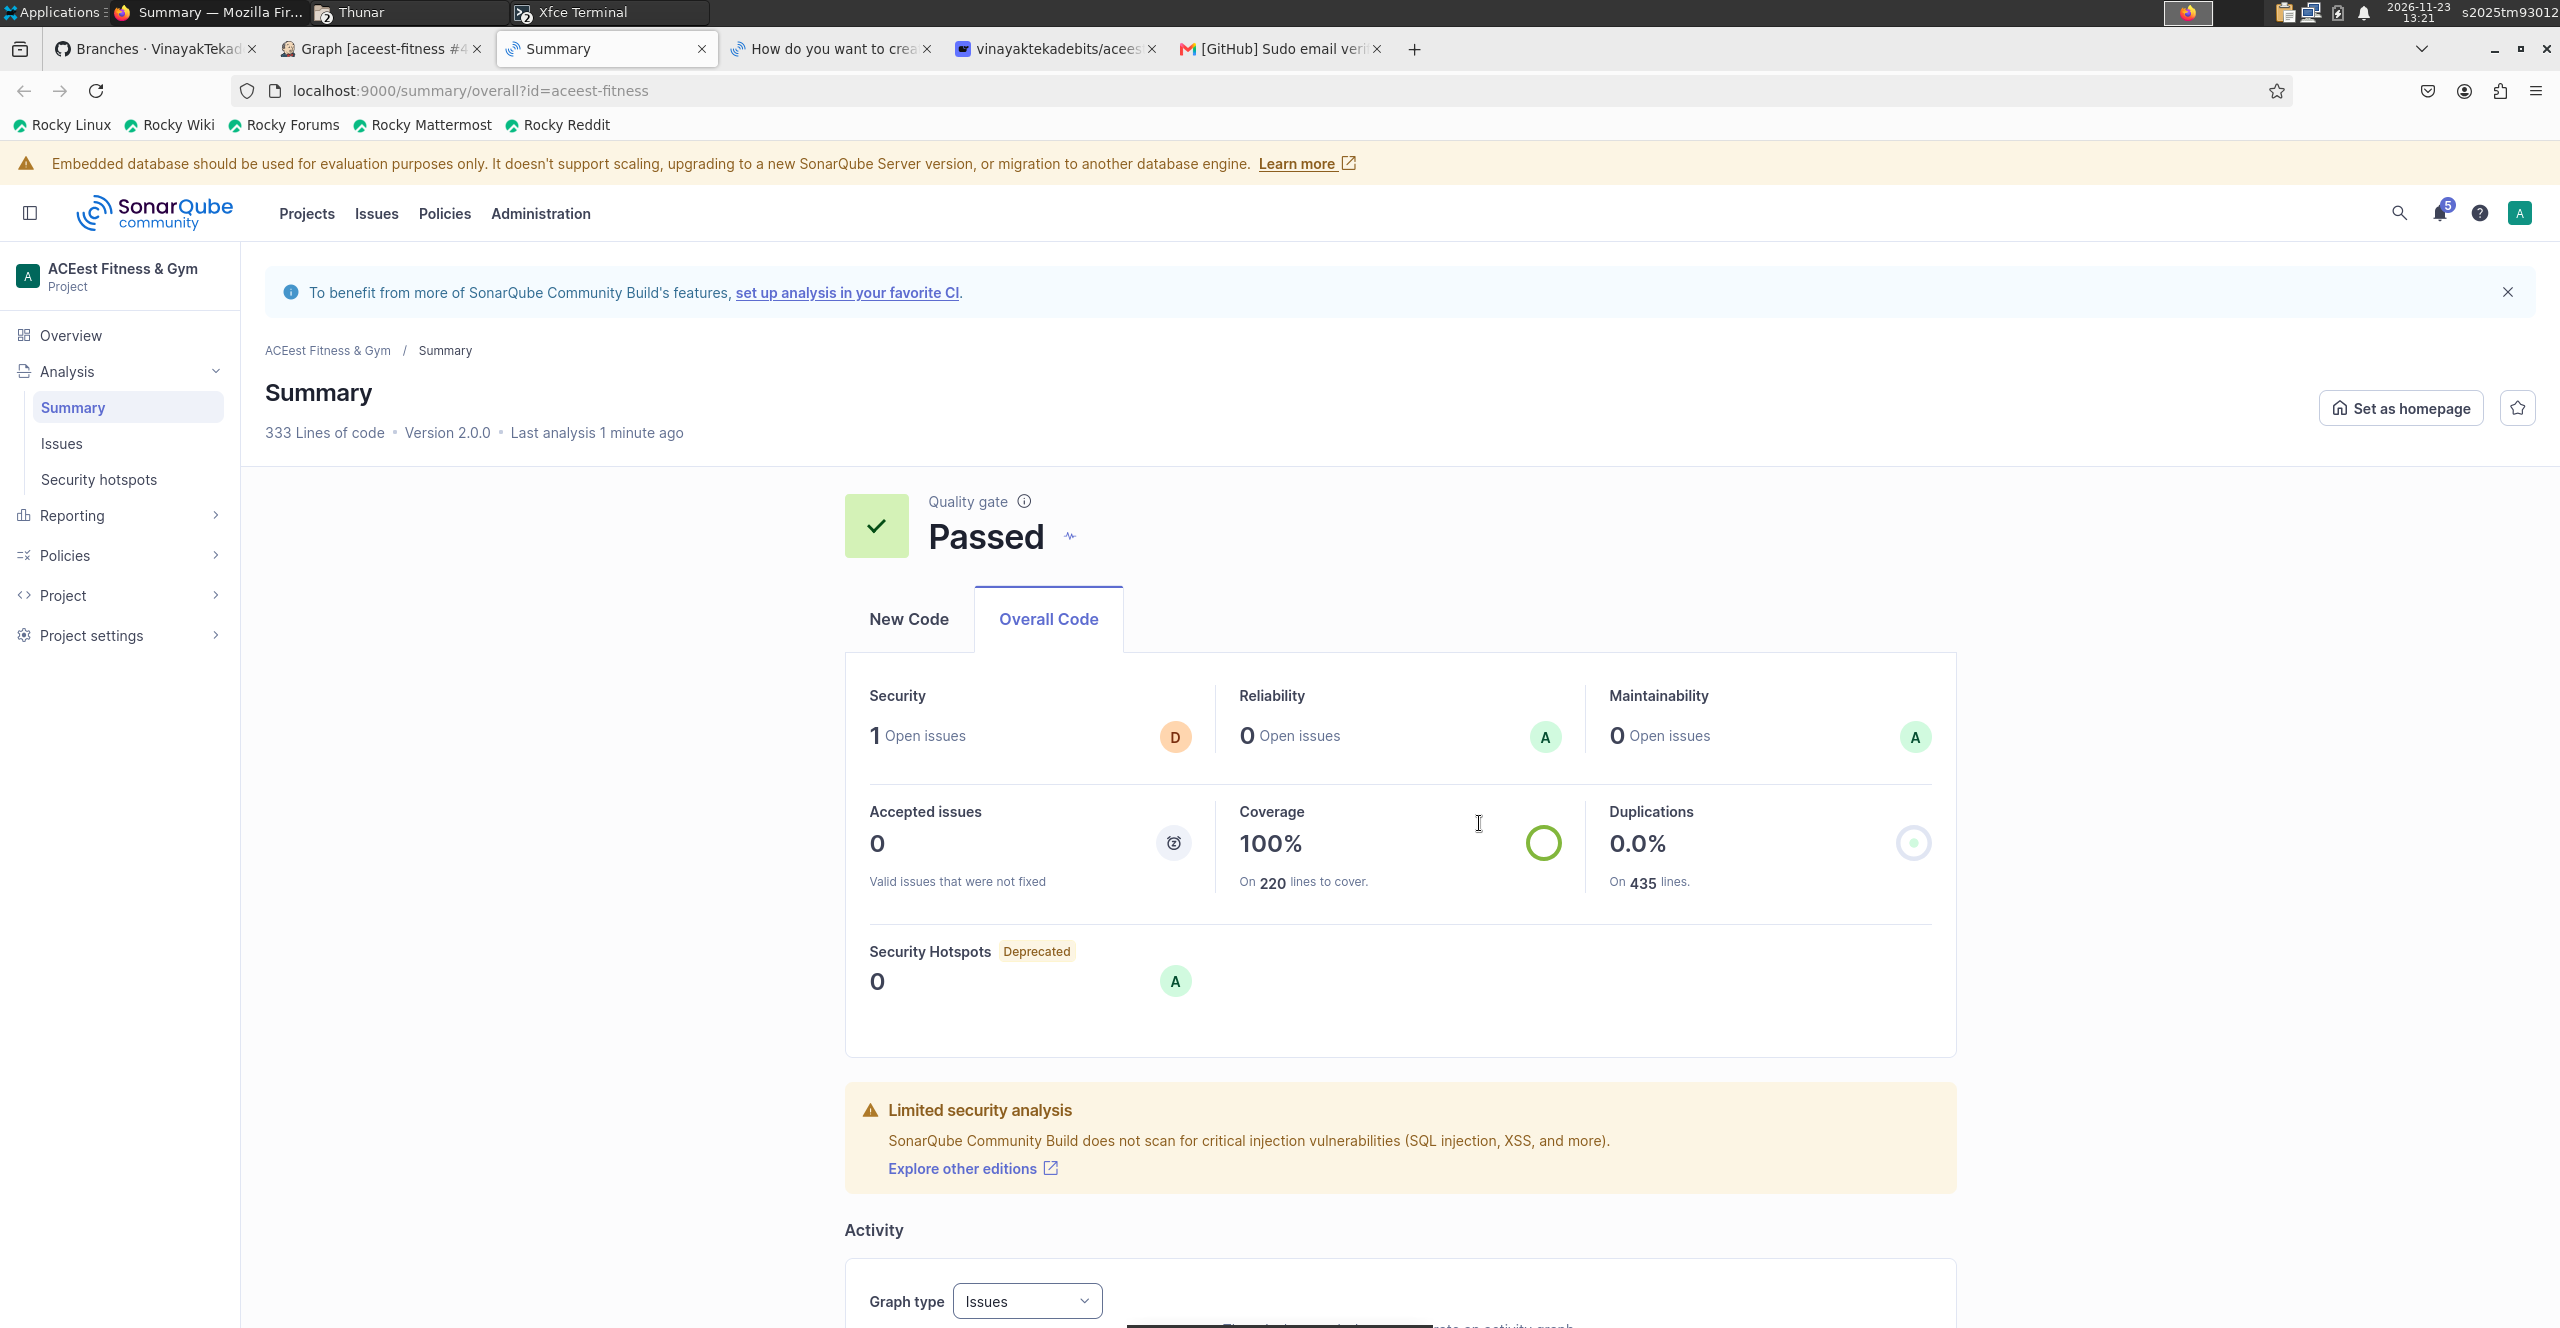 Applications
Summary — Mozilla Fir...
Thunar
Xfce Terminal
2026-11-23
13:21
s2025tm93012
Branches · VinayakTekad
Graph [aceest-fitness #4
Summary
How do you want to crea
vinayaktekadebits/acees
[GitHub] Sudo email veri
localhost:9000/summary/overall?id=aceest-fitness
Rocky Linux
Rocky Wiki
Rocky Forums
Rocky Mattermost
Rocky Reddit
Embedded database should be used for evaluation purposes only. It doesn't support scaling, upgrading to a new SonarQube Server version, or migration to another database engine. Learn more
SonarQube
community
Projects
Issues
Policies
Administration
5
A
A
ACEest Fitness & Gym
Project
Overview
Analysis
Summary
Issues
Security hotspots
Reporting
Policies
Project
Project settings
To benefit from more of SonarQube Community Build's features, set up analysis in your favorite CI.
ACEest Fitness & Gym / Summary
Summary
333 Lines of code • Version 2.0.0 • Last analysis 1 minute ago
Set as homepage
Quality gate
Passed
New Code
Overall Code
Security
1 Open issues
D
Reliability
0 Open issues
A
Maintainability
0 Open issues
A
Accepted issues
0
Valid issues that were not fixed
Coverage
100%
On 220 lines to cover.
Duplications
0.0%
On 435 lines.
Security Hotspots Deprecated
0
A
Limited security analysis
SonarQube Community Build does not scan for critical injection vulnerabilities (SQL injection, XSS, and more).
Explore other editions
Activity
Graph type
Issues